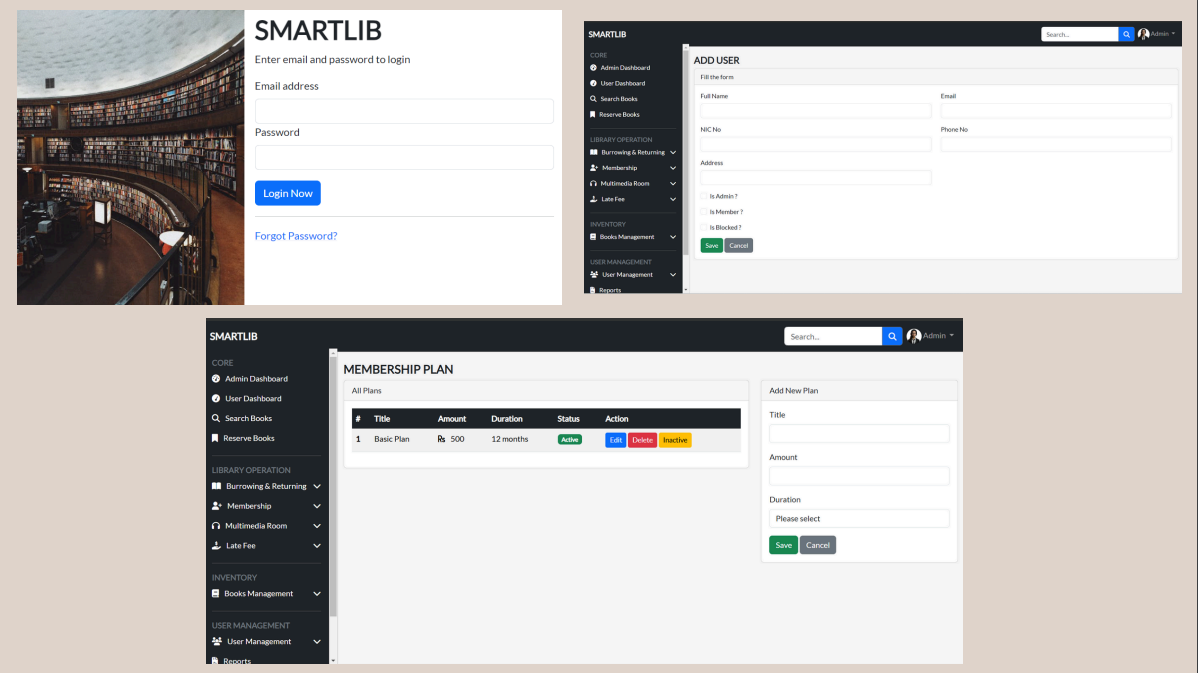 SMARTLIB
Enter email and password to login
Email address
Password
Login Now
Forgot Password?
SMARTLIB
Search...
Admin
CORE
Admin Dashboard
User Dashboard
Search Books
Reserve Books
LIBRARY OPERATION
Burrowing & Returning
Membership
Multimedia Room
Late Fee
INVENTORY
Books Management
USER MANAGEMENT
User Management
Reports
ADD USER
Fill the form
Full Name
Email
NIC No
Phone No
Address
Is Admin ?
Is Member ?
Is Blocked ?
Save Cancel
SMARTLIB
Search...
Admin
CORE
Admin Dashboard
User Dashboard
Search Books
Reserve Books
LIBRARY OPERATION
Burrowing & Returning
Membership
Multimedia Room
Late Fee
INVENTORY
Books Management
USER MANAGEMENT
User Management
Reports
MEMBERSHIP PLAN
All Plans
# Title Amount Duration Status Action
1 Basic Plan ₨ 500 12 months Active Edit Delete Inactive
Add New Plan
Title
Amount
Duration
Please select
Save Cancel